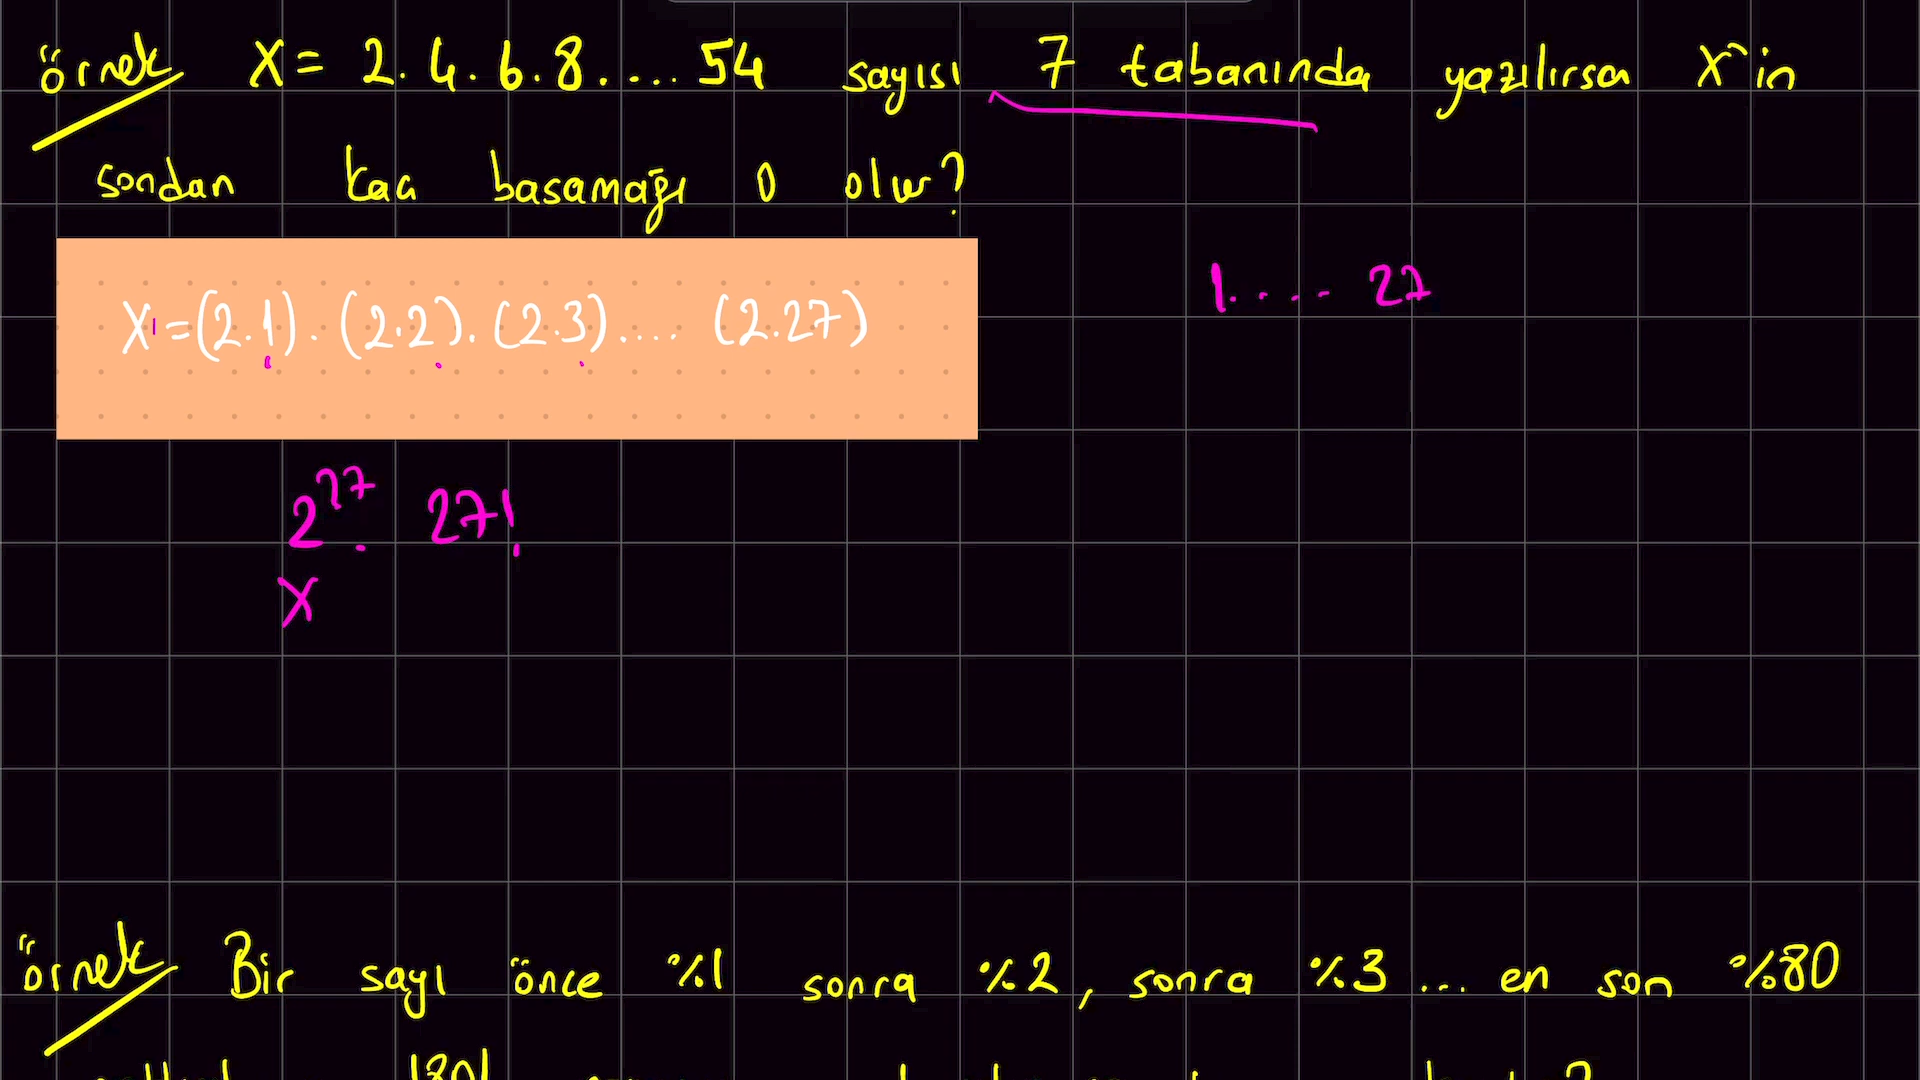 örnek X = 2.4.6.8.... 54 sayısı 7 tabanında yazılırsa X'in
sondan kaç basamağı 0 olur?
X! = (2.1).(2.2).(2.3).... (2.27)
1.... 27
2^27 . 27!
X
örnek Bir sayı önce %1 sonra %2, sonra %3 ... en son %80